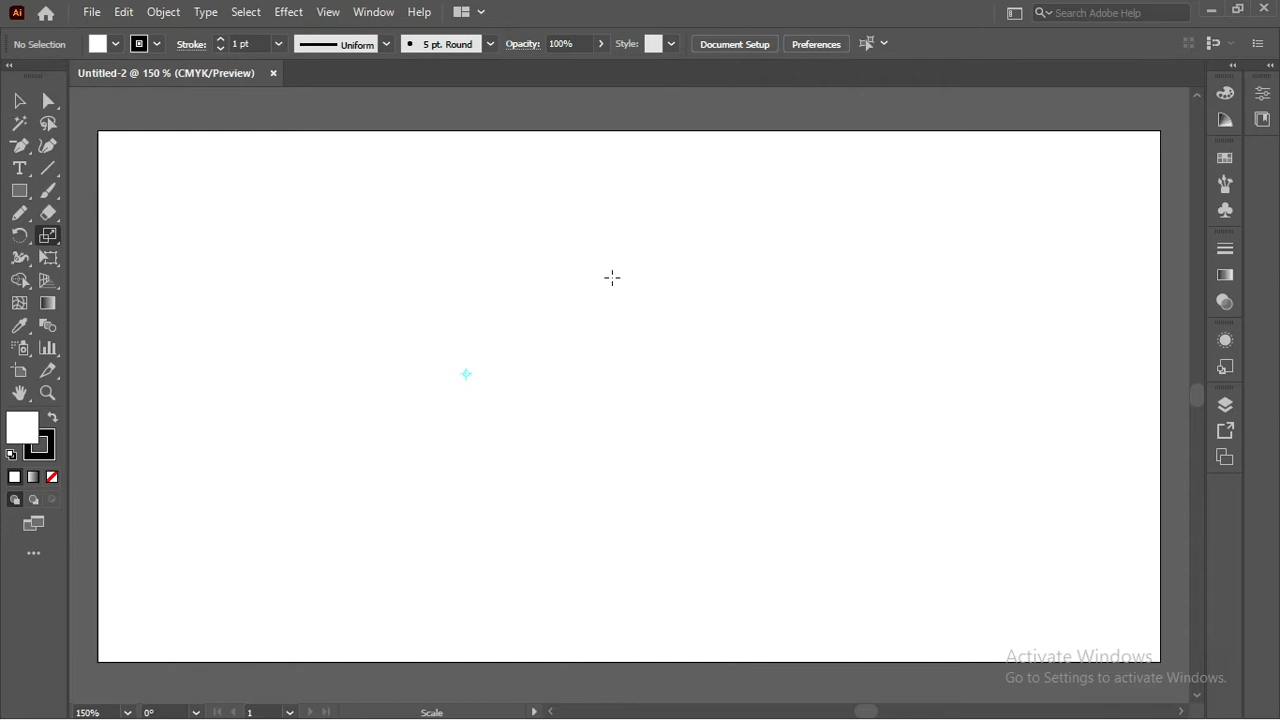 Ai File Edit Object Type Select Effect View Window Help Search Adobe Help
No Selection Stroke: 1 pt Uniform 5 pt. Round Opacity: 100% Style: Document Setup Preferences
Untitled-2 @ 150 % (CMYK/Preview)
Activate Windows
Go to Settings to activate Windows.
150% 0° 1 Scale